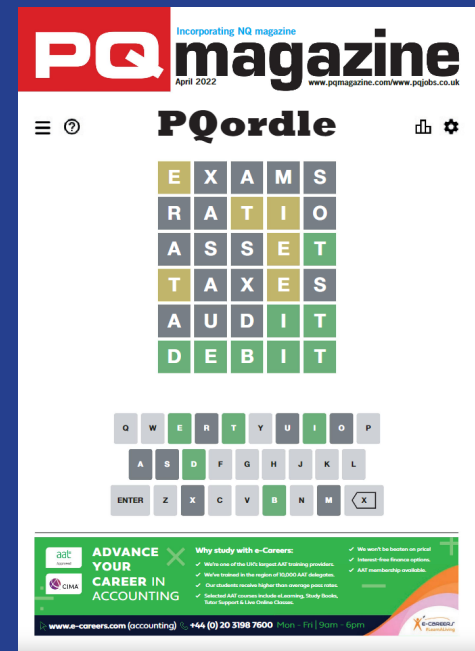 Incorporating NQ magazine
PQ magazine
April 2022 www.pqmagazine.com/www.pqjobs.co.uk
PQordle
E X A M S
R A T I O
A S S E T
T A X E S
A U D I T
D E B I T
Q W E R T Y U I O P
A S D F G H J K L
ENTER Z X C V B N M X
aat
CIMA
ADVANCE
YOUR
CAREER IN
ACCOUNTING
Why study with e-Careers:
✓ We're one of the UK's largest AAT training providers.
✓ We've trained in the region of 10,000 AAT delegates.
✓ Our students receive higher than average pass rates.
✓ Selected AAT courses include eLearning, Study Books,
Tutor Support & Live Online Classes.
✓ We won't be beaten on price!
✓ Interest-free finance options.
✓ AAT membership available.
www.e-careers.com (accounting) +44 (0) 20 3198 7600 Mon - Fri | 9am - 6pm
E-CAREERS